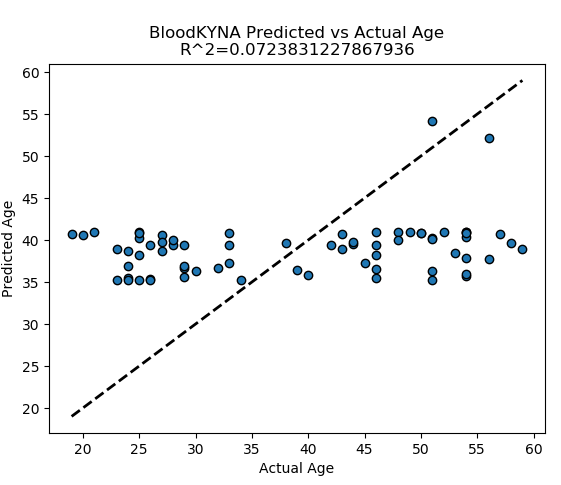 BloodKYNA Predicted vs Actual Age
R^2=0.0723831227867936
60
55
50
45
40
35
30
25
20
Predicted Age
20 25 30 35 40 45 50 55 60
Actual Age